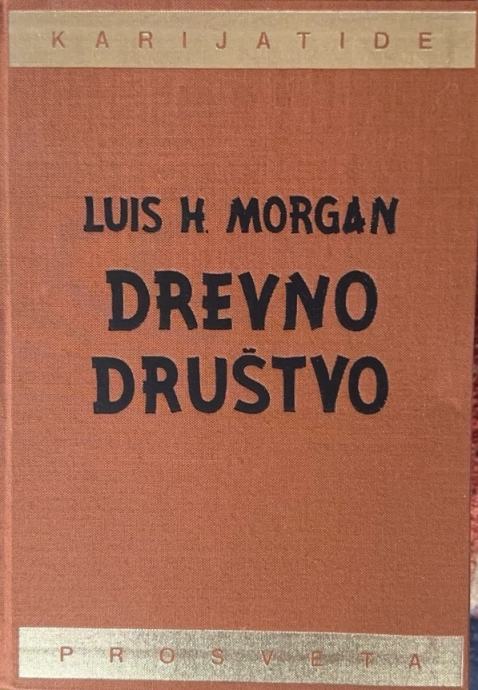 KARIJATIDE
LUIS H. MORGAN
DREVNO
DRUŠTVO
PROSVETA